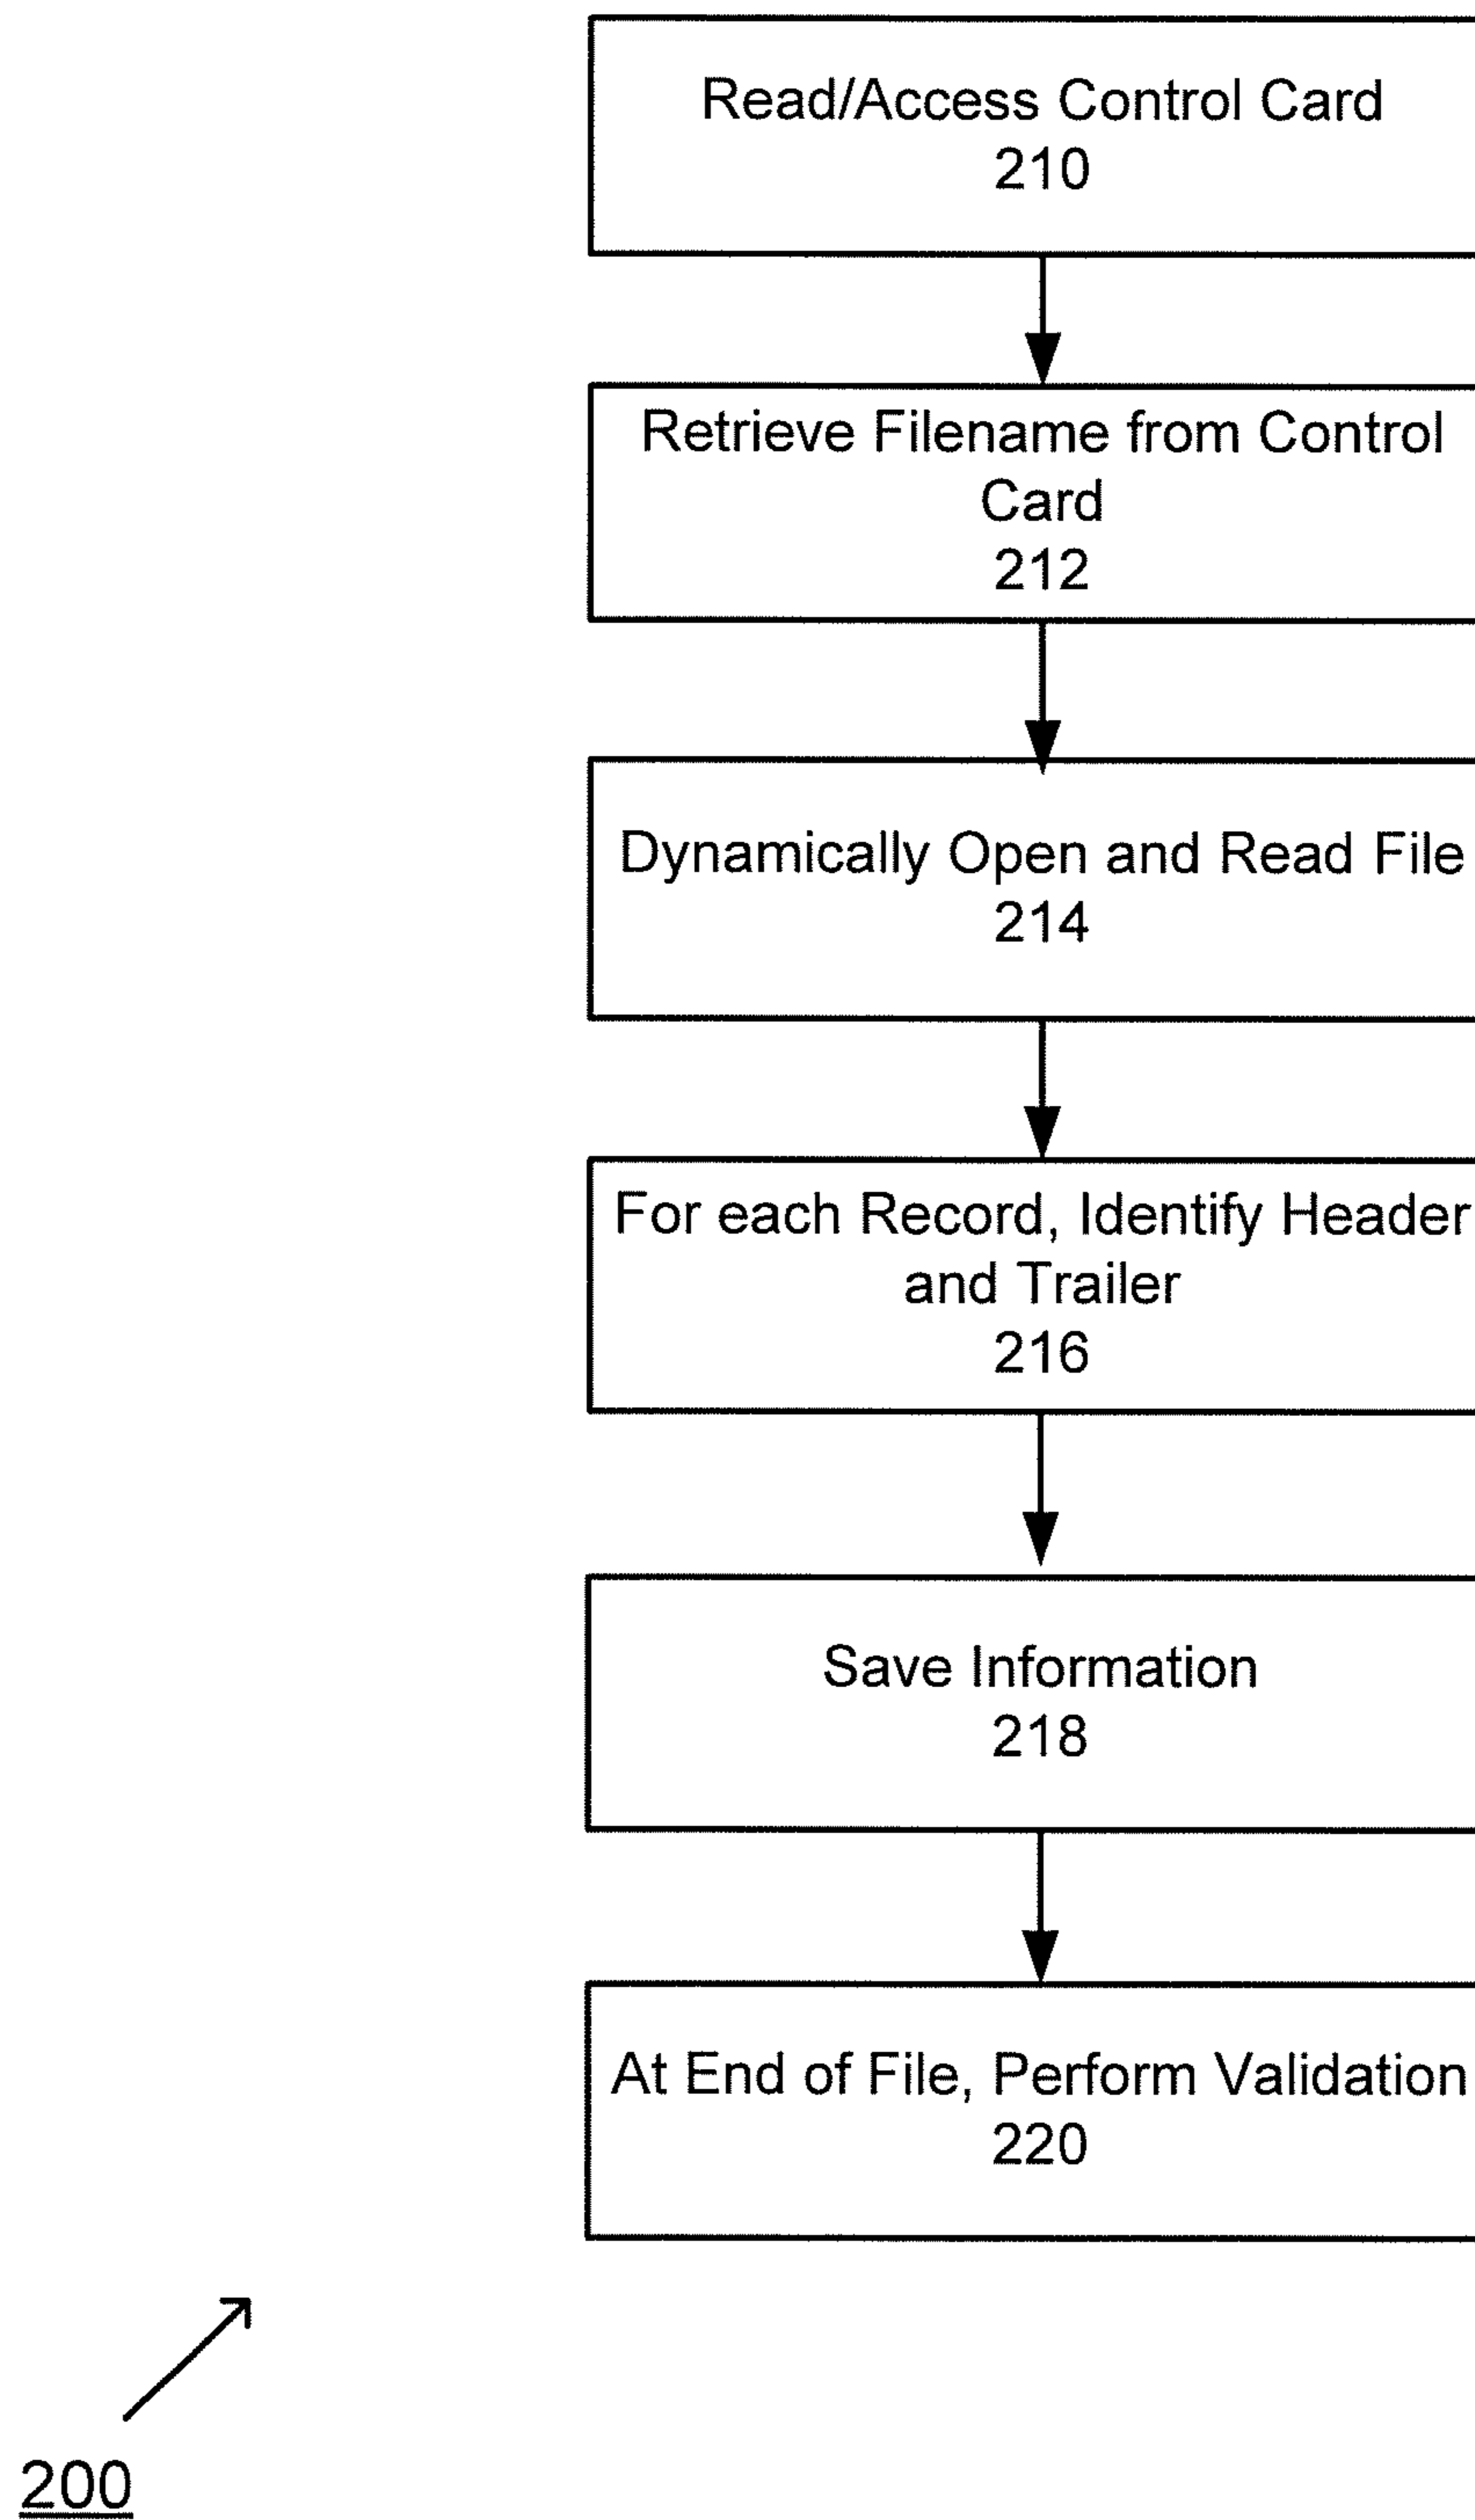 Read/Access Control Card
210
Retrieve Filename from Control
Card
212
Dynamically Open and Read File
214
For each Record, Identify Header
and Trailer
216
Save Information
218
At End of File, Perform Validation
220
200